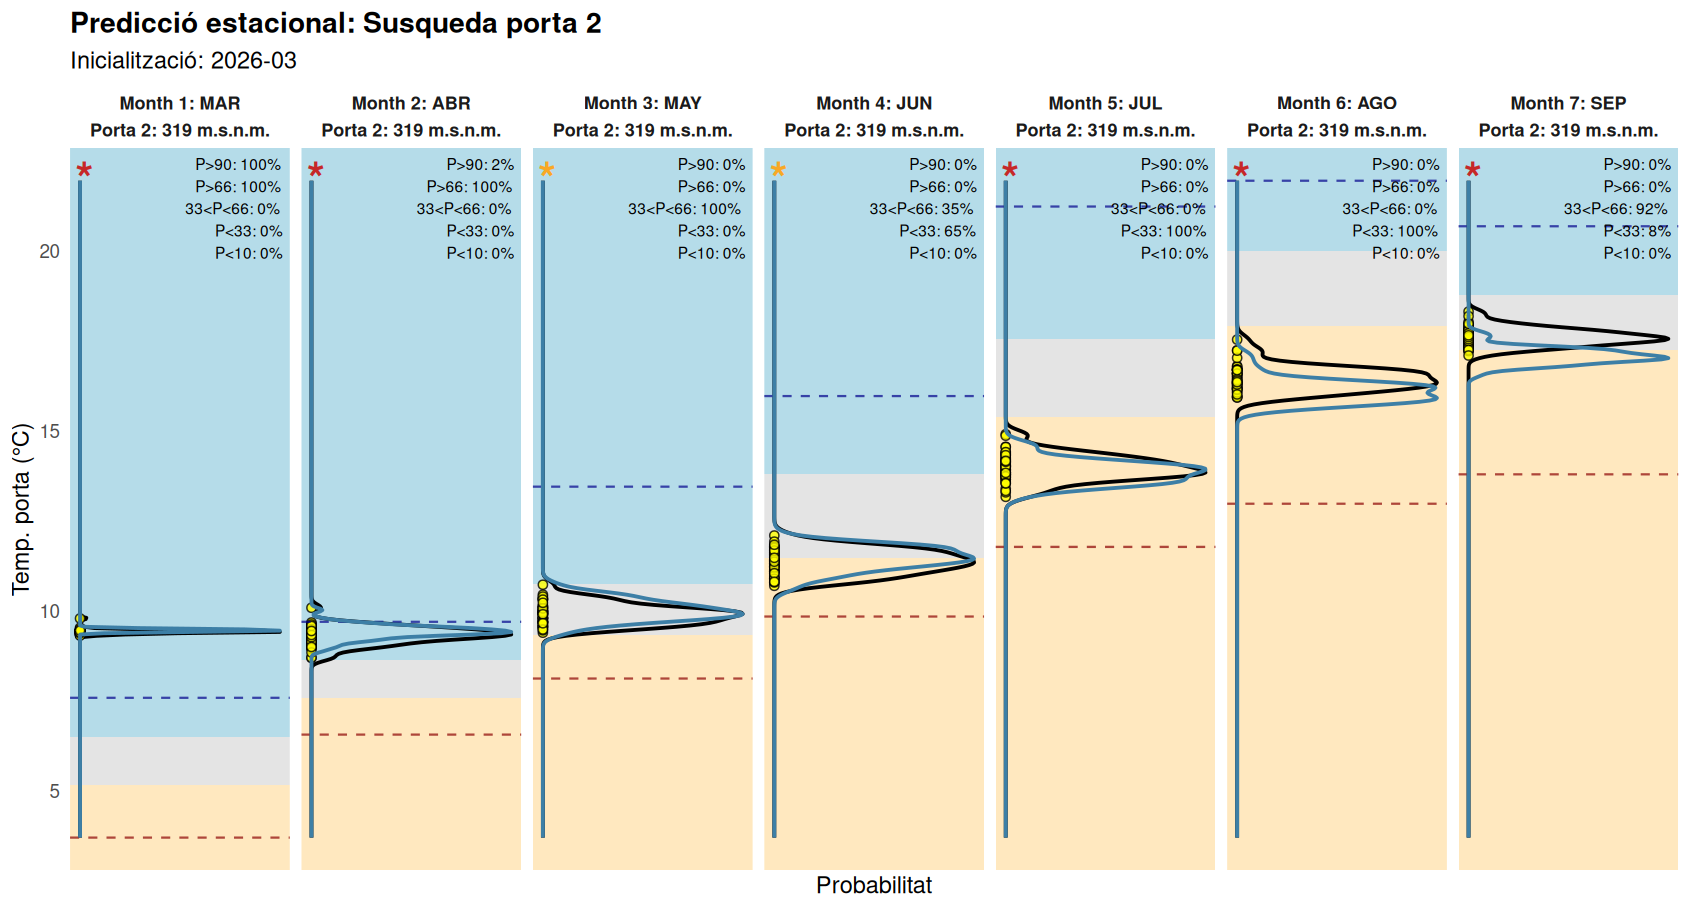 Predicció estacional: Susqueda porta 2
Inicialització: 2026-03
Month 1: MAR
Porta 2: 319 m.s.n.m.
Month 2: ABR
Porta 2: 319 m.s.n.m.
Month 3: MAY
Porta 2: 319 m.s.n.m.
Month 4: JUN
Porta 2: 319 m.s.n.m.
Month 5: JUL
Porta 2: 319 m.s.n.m.
Month 6: AGO
Porta 2: 319 m.s.n.m.
Month 7: SEP
Porta 2: 319 m.s.n.m.
*
P>90: 100%
P>66: 100%
33<P<66: 0%
P<33: 0%
P<10: 0%
*
P>90: 2%
P>66: 100%
33<P<66: 0%
P<33: 0%
P<10: 0%
*
P>90: 0%
P>66: 0%
33<P<66: 100%
P<33: 0%
P<10: 0%
*
P>90: 0%
P>66: 0%
33<P<66: 35%
P<33: 65%
P<10: 0%
*
P>90: 0%
P>66: 0%
33<P<66: 0%
P<33: 100%
P<10: 0%
*
P>90: 0%
P>66: 0%
33<P<66: 0%
P<33: 100%
P<10: 0%
*
P>90: 0%
P>66: 0%
33<P<66: 92%
P<33: 8%
P<10: 0%
Temp. porta (°C)
20
15
10
5
Probabilitat